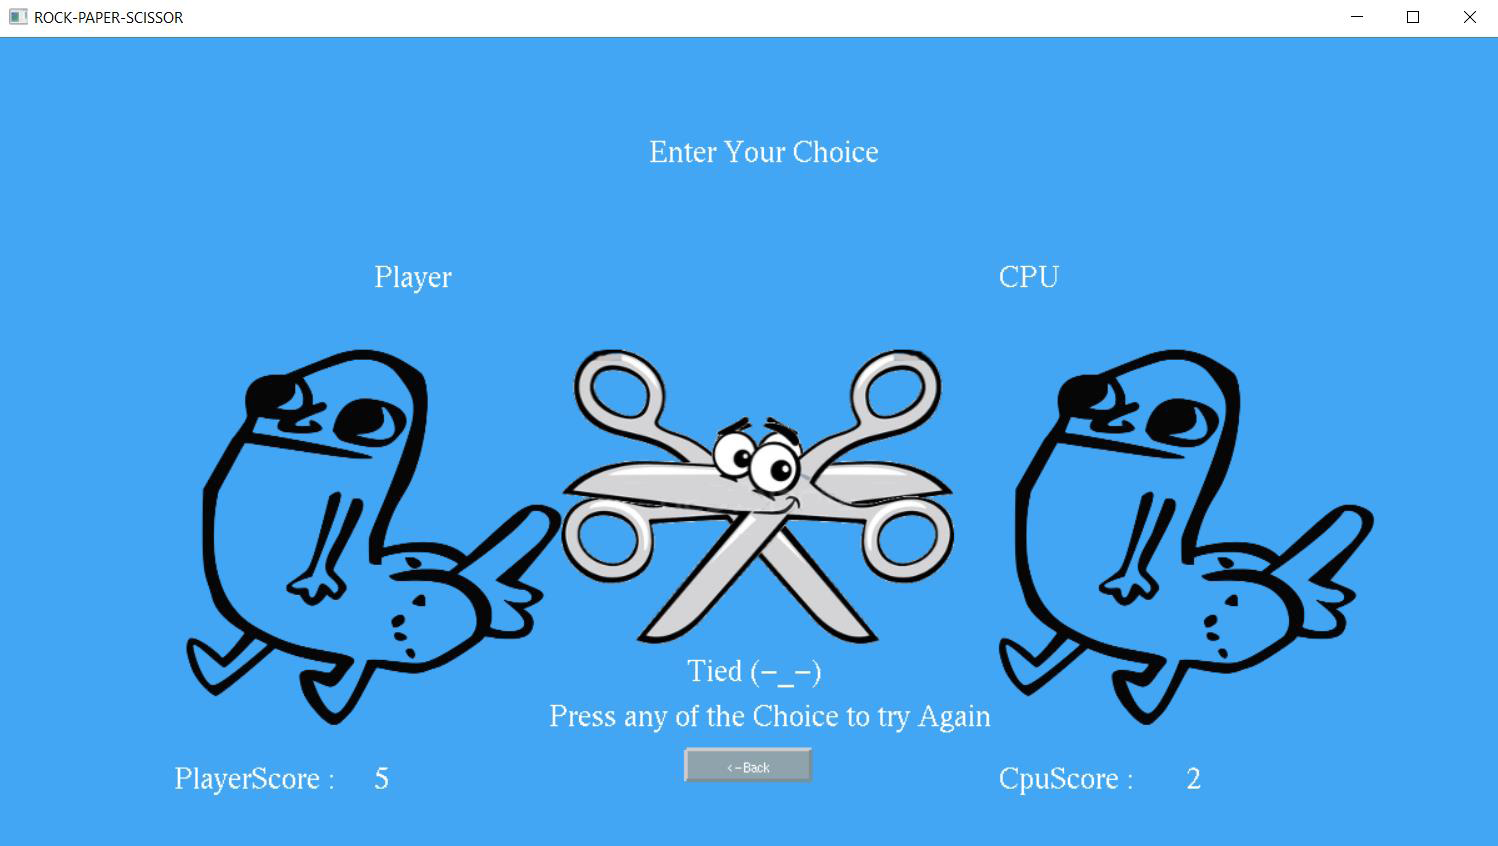 ROCK-PAPER-SCISSOR
Enter Your Choice
Player
CPU
Tied (-_-)
Press any of the Choice to try Again
<-Back
PlayerScore : 5
CpuScore : 2